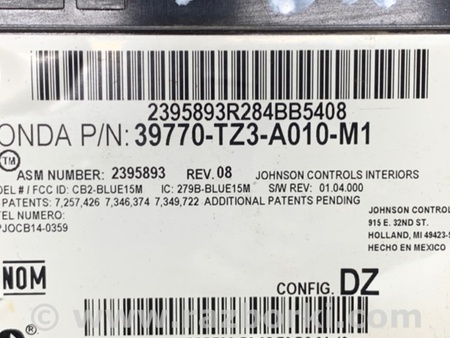 2395893R284BB5408
ONDA P/N: 39770-TZ3-A010-M1
TM
ASM NUMBER: 2395893 REV. 08 JOHNSON CONTROLS INTERIORS
DEL # / FCC ID: CB2-BLUE15M IC: 279B-BLUE15M S/W REV: 01.04.000
PATENTS: 7,257,426 7,346,374 7,349,722 ADDITIONAL PATENTS PENDING
TEL NUMERO:
PJOCB14-0359
JOHNSON CONTROL
915 E. 32ND ST.
HOLLAND, MI 49423-
HECHO EN MEXICO
NOM
CONFIG. DZ